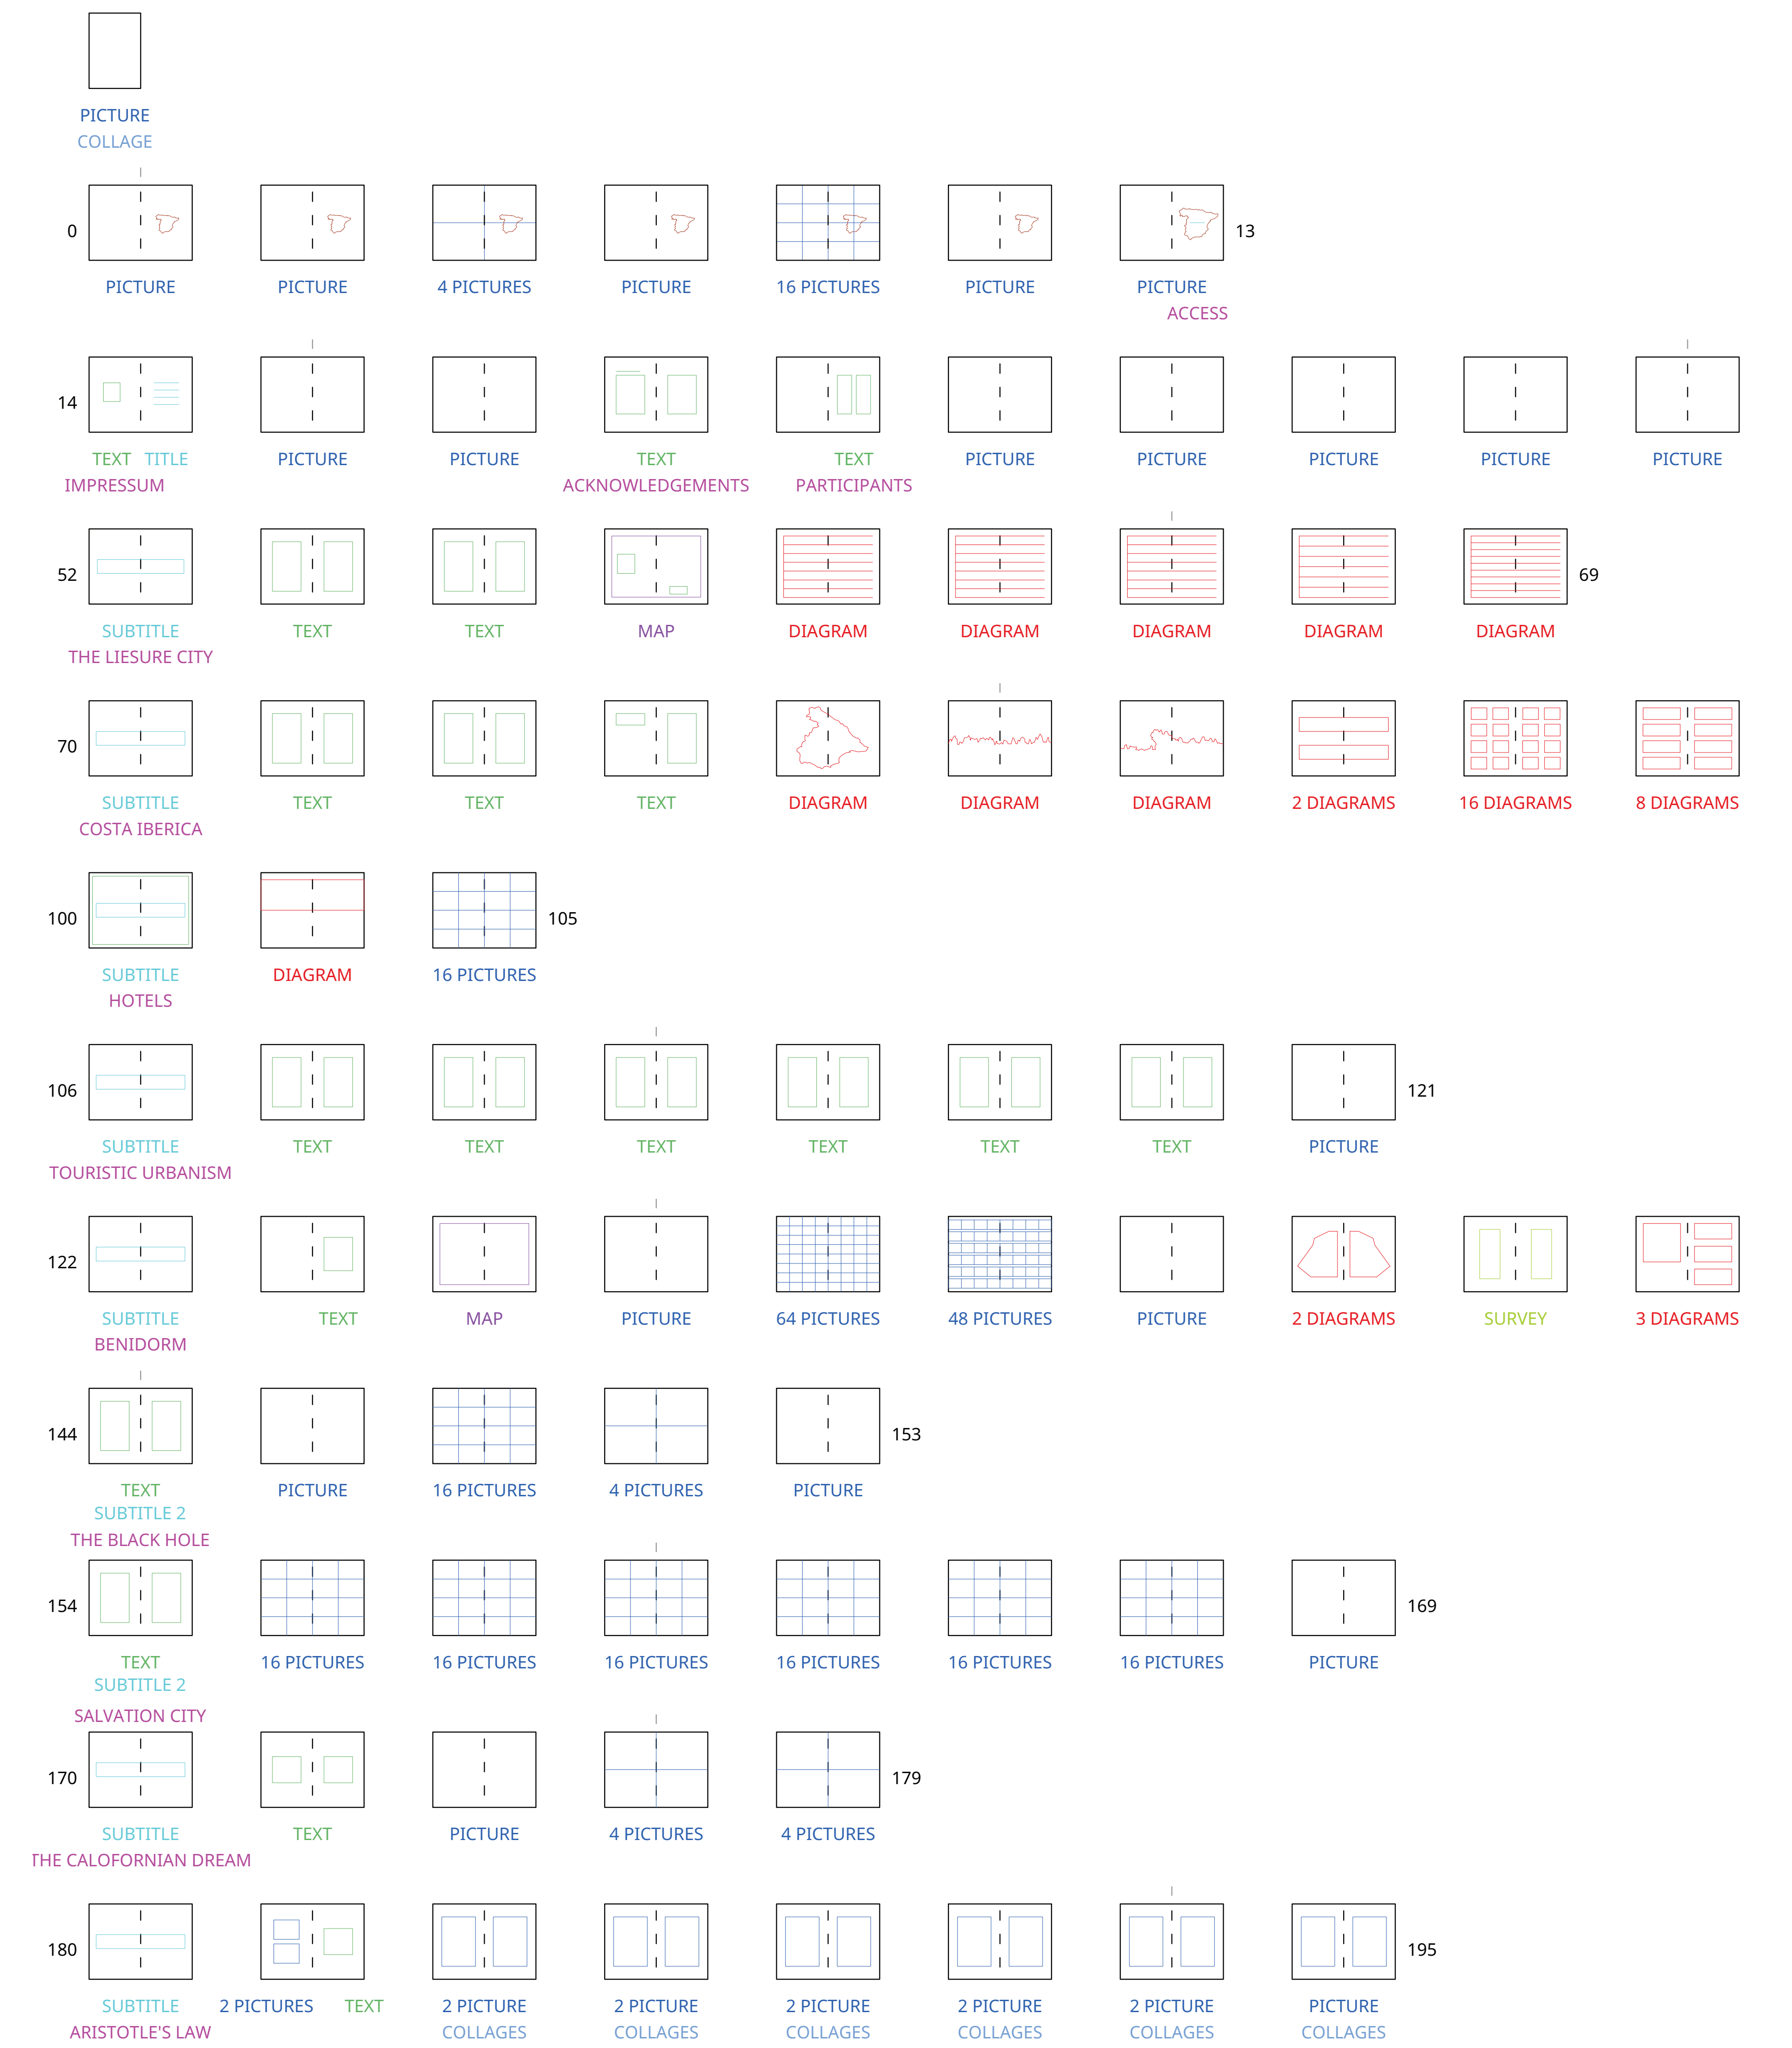 PICTURE
COLLAGE
0 13
PICTURE PICTURE 4 PICTURES PICTURE 16 PICTURES PICTURE PICTURE
ACCESS
14
TEXT TITLE PICTURE PICTURE TEXT TEXT PICTURE PICTURE PICTURE PICTURE PICTURE
IMPRESSUM ACKNOWLEDGEMENTS PARTICIPANTS
52 69
SUBTITLE TEXT TEXT MAP DIAGRAM DIAGRAM DIAGRAM DIAGRAM DIAGRAM
THE LIESURE CITY
70
SUBTITLE TEXT TEXT TEXT DIAGRAM DIAGRAM DIAGRAM 2 DIAGRAMS 16 DIAGRAMS 8 DIAGRAMS
COSTA IBERICA
100 105
SUBTITLE DIAGRAM 16 PICTURES
HOTELS
106 121
SUBTITLE TEXT TEXT TEXT TEXT TEXT TEXT PICTURE
TOURISTIC URBANISM
122
SUBTITLE TEXT MAP PICTURE 64 PICTURES 48 PICTURES PICTURE 2 DIAGRAMS SURVEY 3 DIAGRAMS
BENIDORM
144 153
TEXT PICTURE 16 PICTURES 4 PICTURES PICTURE
SUBTITLE 2
THE BLACK HOLE
154 169
TEXT 16 PICTURES 16 PICTURES 16 PICTURES 16 PICTURES 16 PICTURES 16 PICTURES PICTURE
SUBTITLE 2
SALVATION CITY
170 179
SUBTITLE TEXT PICTURE 4 PICTURES 4 PICTURES
THE CALOFORNIAN DREAM
180 195
SUBTITLE 2 PICTURES TEXT 2 PICTURE 2 PICTURE 2 PICTURE 2 PICTURE 2 PICTURE PICTURE
ARISTOTLE'S LAW COLLAGES COLLAGES COLLAGES COLLAGES COLLAGES COLLAGES